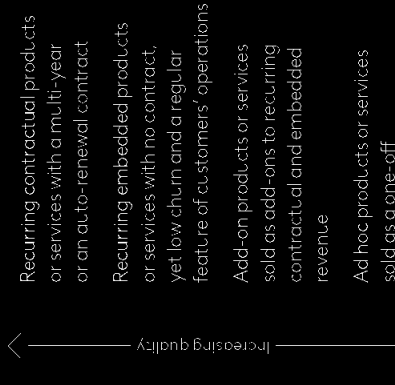 Recurring contractual products
or services with a multi-year
or an auto-renewal contract
Recurring embedded products
or services with no contract,
yet low churn and a regular
feature of customers' operations
Add-on products or services
sold as add-ons to recurring
contractual and embedded
revenue
Ad hoc products or services
sold as a one-off
Increasing quality